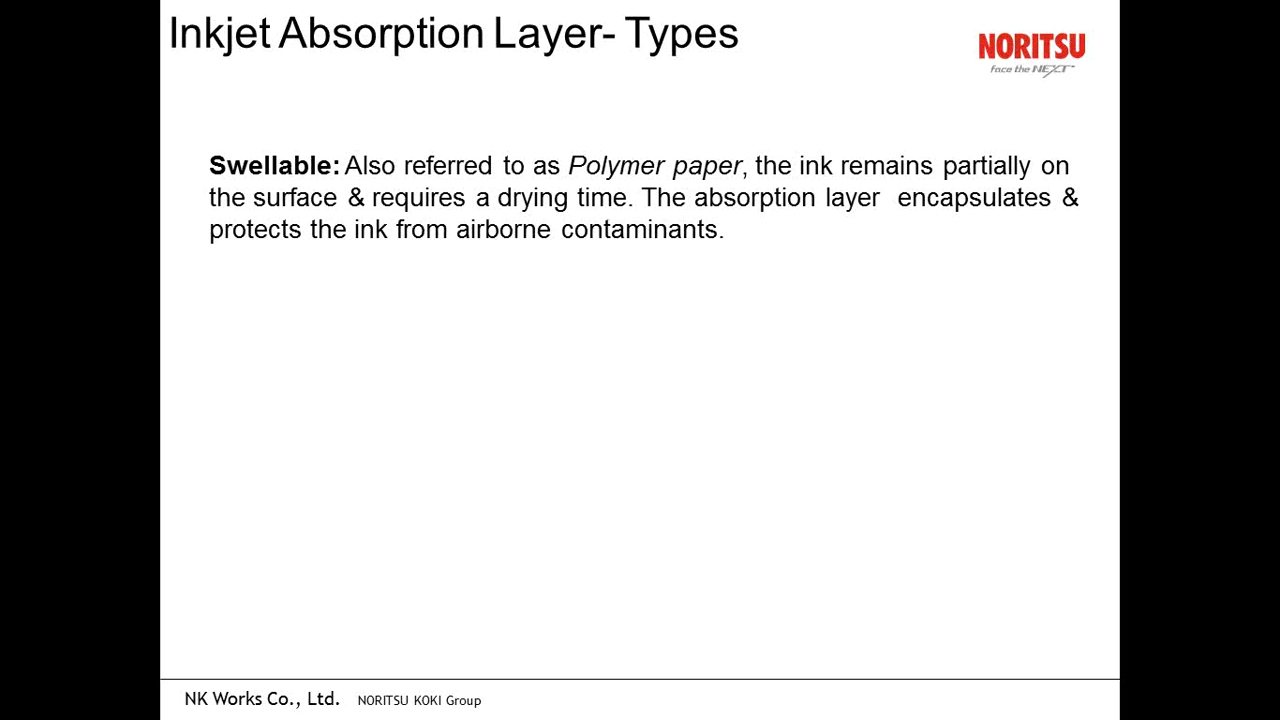 Inkjet Absorption Layer- Types
NORITSU
face the NEXT™
Swellable: Also referred to as Polymer paper, the ink remains partially on
the surface & requires a drying time. The absorption layer encapsulates &
protects the ink from airborne contaminants.
NK Works Co., Ltd. NORITSU KOKI Group